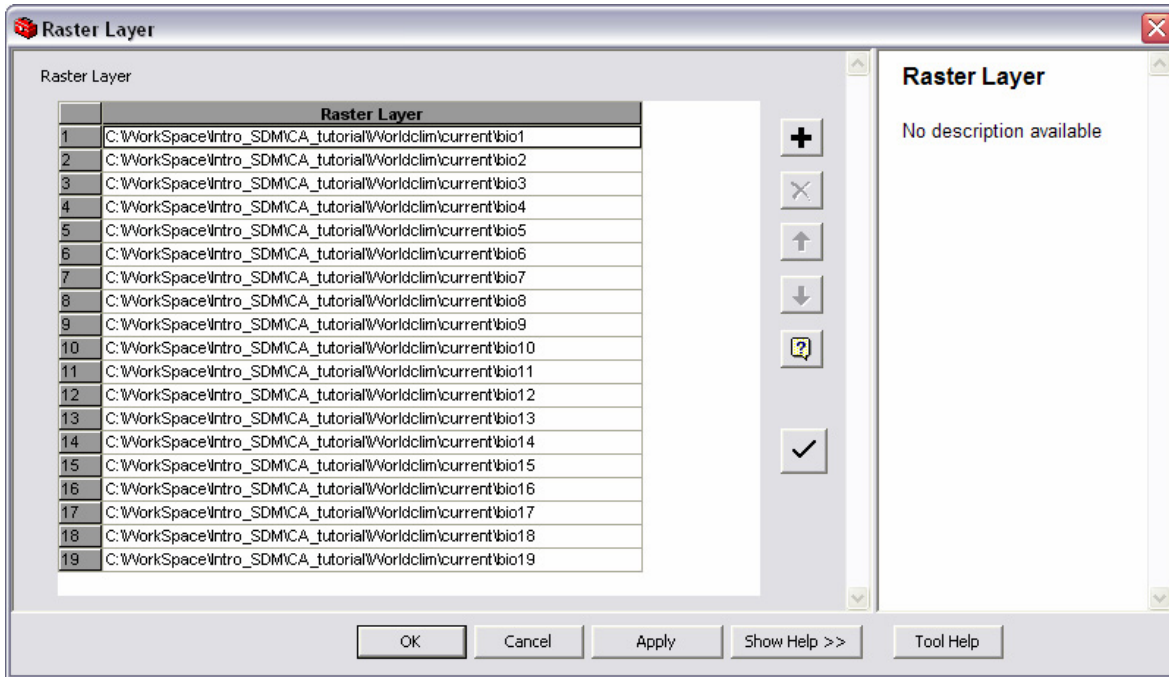 Raster Layer
Raster Layer
Raster Layer
1 C:\WorkSpace\Intro_SDM\CA_tutorial\Worldclim\current\bio1
2 C:\WorkSpace\Intro_SDM\CA_tutorial\Worldclim\current\bio2
3 C:\WorkSpace\Intro_SDM\CA_tutorial\Worldclim\current\bio3
4 C:\WorkSpace\Intro_SDM\CA_tutorial\Worldclim\current\bio4
5 C:\WorkSpace\Intro_SDM\CA_tutorial\Worldclim\current\bio5
6 C:\WorkSpace\Intro_SDM\CA_tutorial\Worldclim\current\bio6
7 C:\WorkSpace\Intro_SDM\CA_tutorial\Worldclim\current\bio7
8 C:\WorkSpace\Intro_SDM\CA_tutorial\Worldclim\current\bio8
9 C:\WorkSpace\Intro_SDM\CA_tutorial\Worldclim\current\bio9
10 C:\WorkSpace\Intro_SDM\CA_tutorial\Worldclim\current\bio10
11 C:\WorkSpace\Intro_SDM\CA_tutorial\Worldclim\current\bio11
12 C:\WorkSpace\Intro_SDM\CA_tutorial\Worldclim\current\bio12
13 C:\WorkSpace\Intro_SDM\CA_tutorial\Worldclim\current\bio13
14 C:\WorkSpace\Intro_SDM\CA_tutorial\Worldclim\current\bio14
15 C:\WorkSpace\Intro_SDM\CA_tutorial\Worldclim\current\bio15
16 C:\WorkSpace\Intro_SDM\CA_tutorial\Worldclim\current\bio16
17 C:\WorkSpace\Intro_SDM\CA_tutorial\Worldclim\current\bio17
18 C:\WorkSpace\Intro_SDM\CA_tutorial\Worldclim\current\bio18
19 C:\WorkSpace\Intro_SDM\CA_tutorial\Worldclim\current\bio19
Raster Layer
No description available
OK
Cancel
Apply
Show Help >>
Tool Help